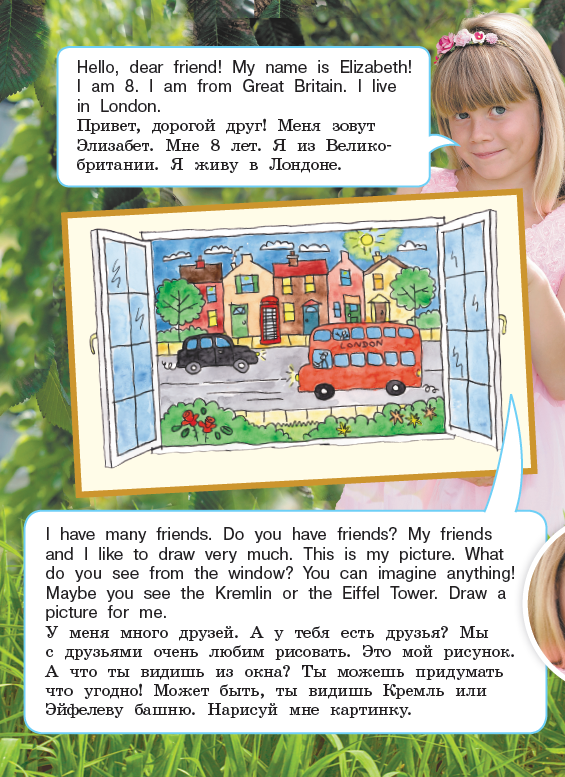 Hello, dear friend! My name is Elizabeth!
I am 8. I am from Great Britain. I live
in London.
Привет, дорогой друг! Меня зовут
Элизабет. Мне 8 лет. Я из Велико-
британии. Я живу в Лондоне.
LONDON
I have many friends. Do you have friends? My friends
and I like to draw very much. This is my picture. What
do you see from the window? You can imagine anything!
Maybe you see the Kremlin or the Eiffel Tower. Draw a
picture for me.
У меня много друзей. А у тебя есть друзья? Мы
с друзьями очень любим рисовать. Это мой рисунок.
А что ты видишь из окна? Ты можешь придумать
что угодно! Может быть, ты видишь Кремль или
Эйфелеву башню. Нарисуй мне картинку.